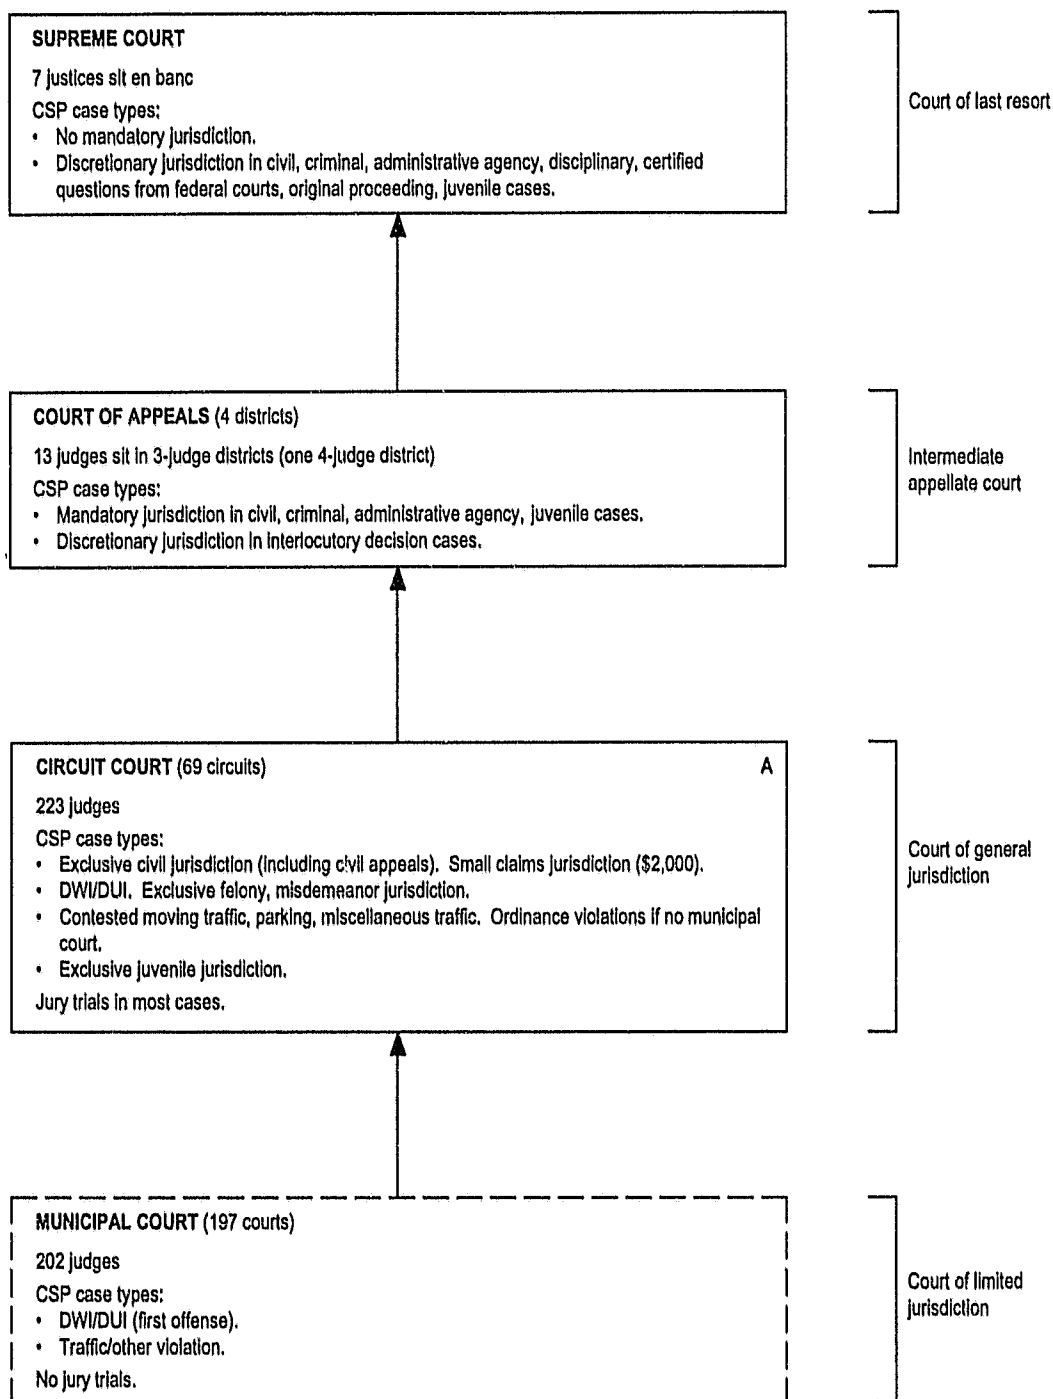 SUPREME COURT
7 justices sit en banc
CSP case types:
• No mandatory jurisdiction.
• Discretionary jurisdiction in civil, criminal, administrative agency, disciplinary, certified
questions from federal courts, original proceeding, juvenile cases.
Court of last resort
COURT OF APPEALS (4 districts)
13 judges sit in 3-judge districts (one 4-judge district)
CSP case types:
• Mandatory jurisdiction in civil, criminal, administrative agency, juvenile cases.
• Discretionary jurisdiction in interlocutory decision cases.
Intermediate
appellate court
CIRCUIT COURT (69 circuits) A
223 judges
CSP case types:
• Exclusive civil jurisdiction (including civil appeals). Small claims jurisdiction ($2,000).
• DWI/DUI. Exclusive felony, misdemeanor jurisdiction.
• Contested moving traffic, parking, miscellaneous traffic. Ordinance violations if no municipal
court.
• Exclusive juvenile jurisdiction.
Jury trials in most cases.
Court of general
jurisdiction
MUNICIPAL COURT (197 courts)
202 judges
CSP case types:
• DWI/DUI (first offense).
• Traffic/other violation.
No jury trials.
Court of limited
jurisdiction